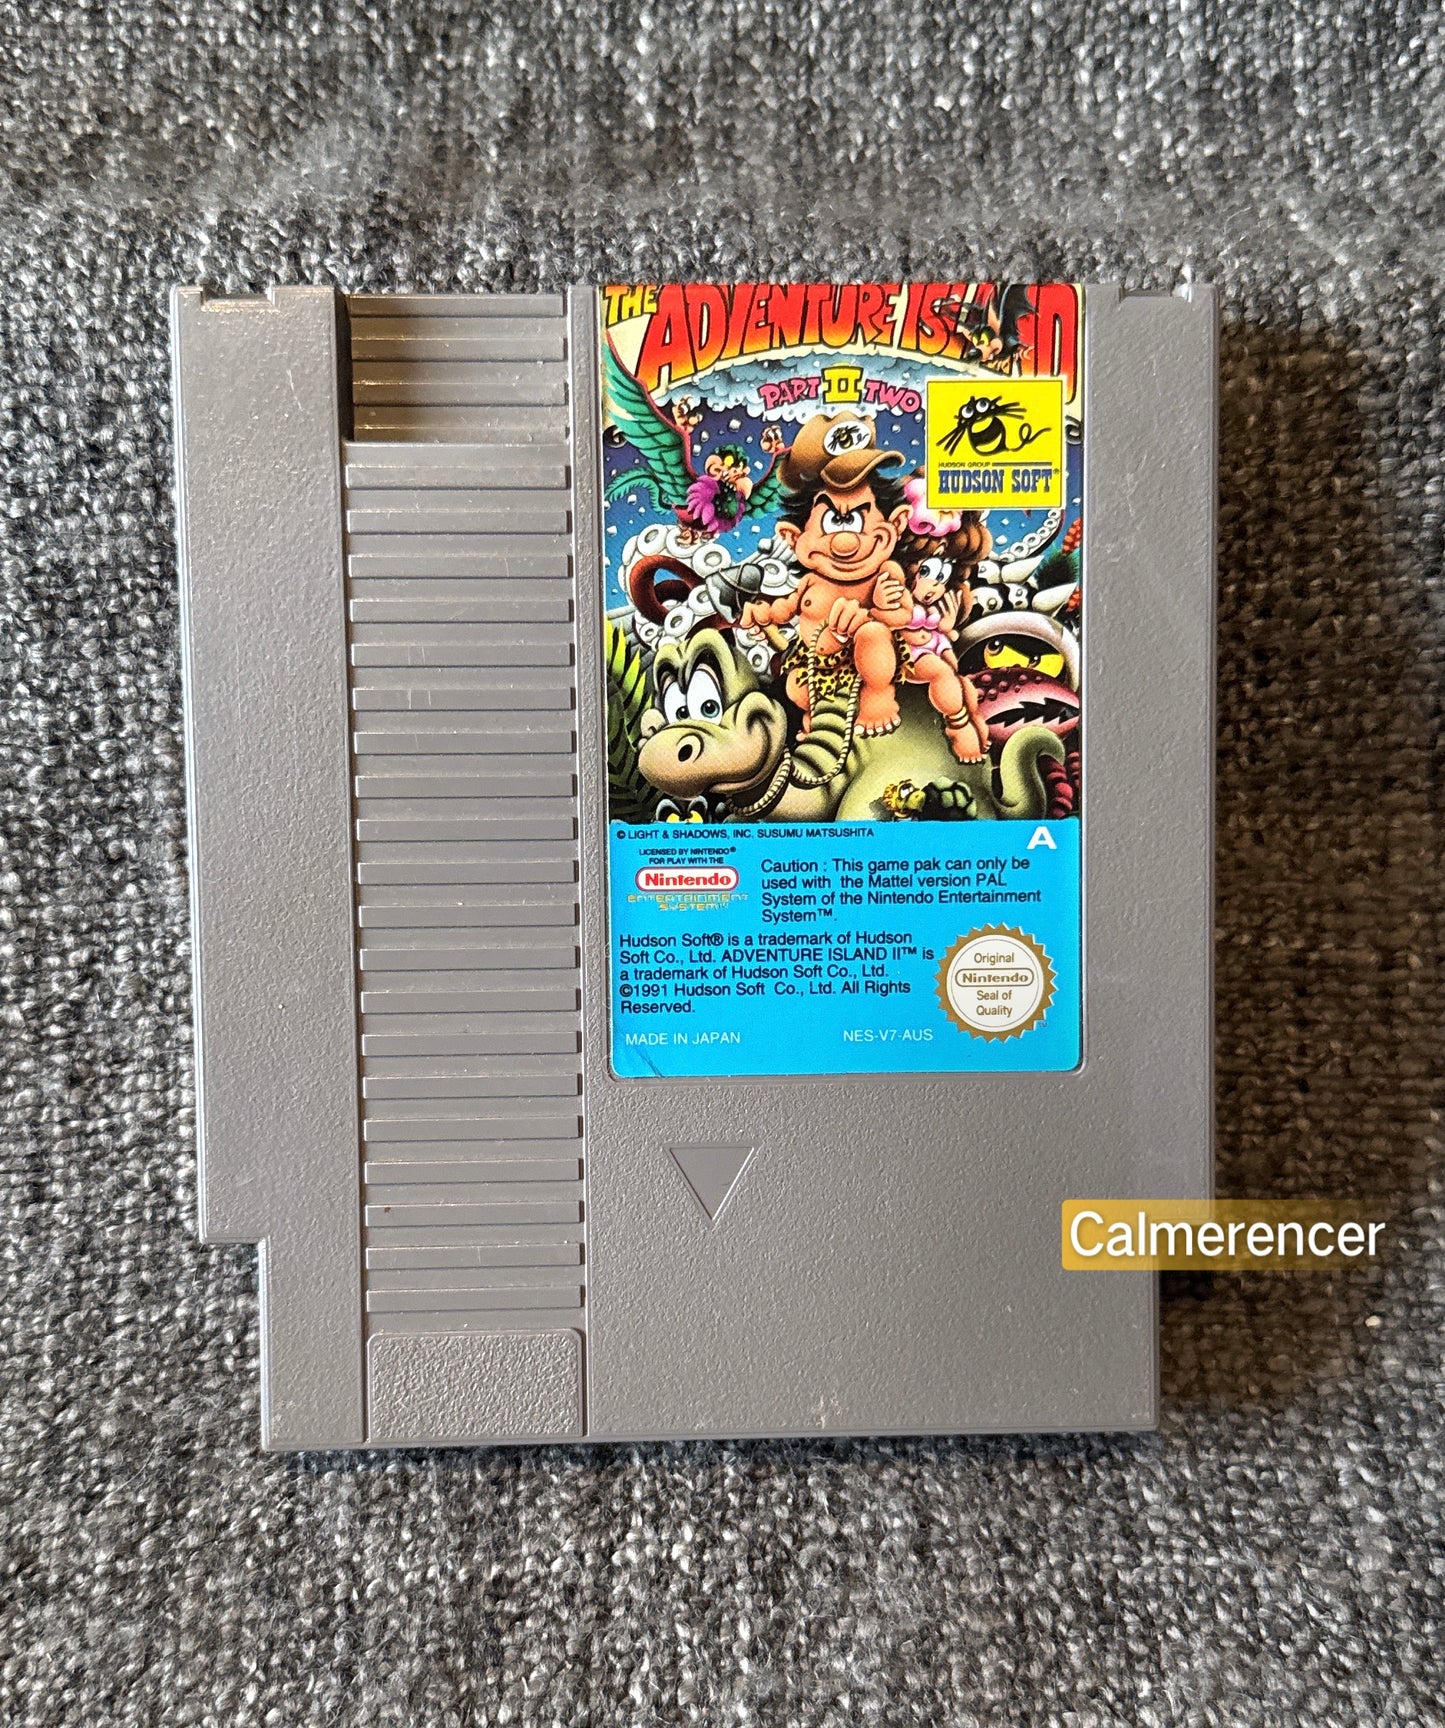 THE ADVENTURE ISLAND
PART II TWO
HUDSON GROUP
HUDSON SOFT®
© LIGHT & SHADOWS, INC. SUSUMU MATSUSHITA
A
LICENSED BY NINTENDO®
FOR PLAY WITH THE
Nintendo
ENTERTAINMENT
SYSTEM
Caution : This game pak can only be
used with the Mattel version PAL
System of the Nintendo Entertainment
System™.
Hudson Soft® is a trademark of Hudson
Soft Co., Ltd. ADVENTURE ISLAND II™ is
a trademark of Hudson Soft Co., Ltd.
©1991 Hudson Soft Co., Ltd. All Rights
Reserved.
Original
Nintendo
Seal of
Quality
TM
MADE IN JAPAN
NES-V7-AUS
Calmerencer